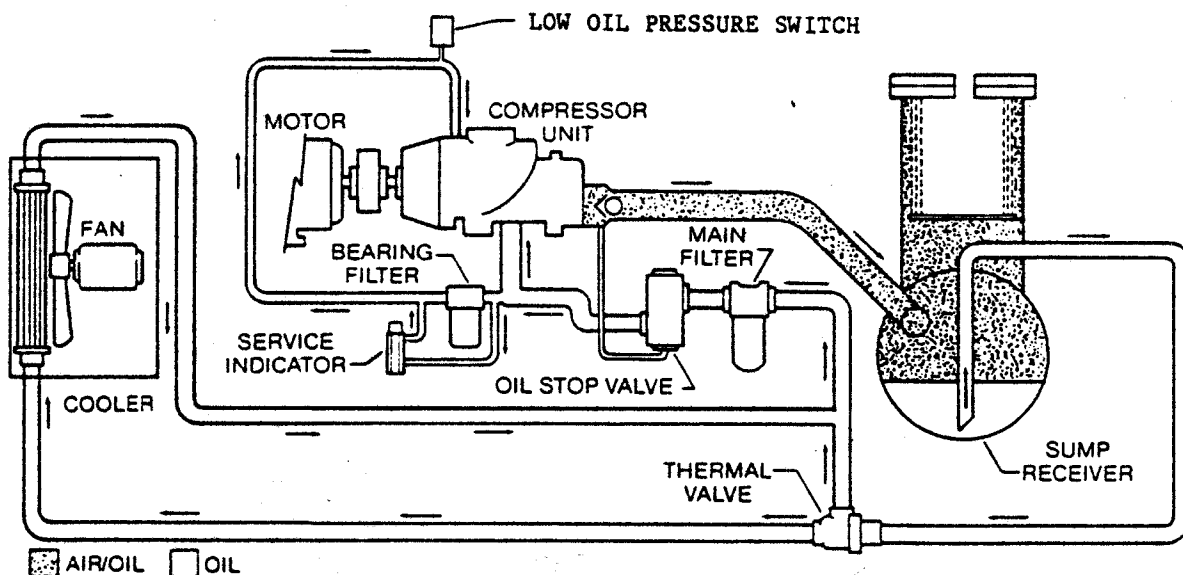 LOW OIL PRESSURE SWITCH
COMPRESSOR
UNIT
MOTOR
FAN
BEARING
FILTER
MAIN
FILTER
SERVICE
INDICATOR
OIL STOP VALVE
COOLER
SUMP
RECEIVER
THERMAL
VALVE
AIR/OIL
OIL